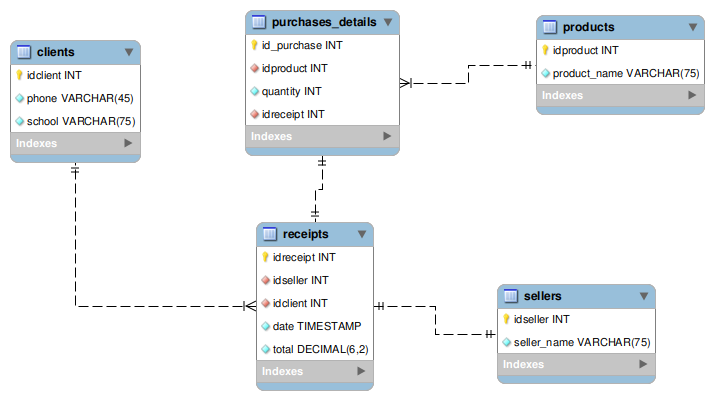 clients
idclient INT
phone VARCHAR(45)
school VARCHAR(75)
Indexes
purchases_details
id_purchase INT
idproduct INT
quantity INT
idreceipt INT
Indexes
products
idproduct INT
product_name VARCHAR(75)
Indexes
receipts
idreceipt INT
idseller INT
idclient INT
date TIMESTAMP
total DECIMAL(6,2)
Indexes
sellers
idseller INT
seller_name VARCHAR(75)
Indexes